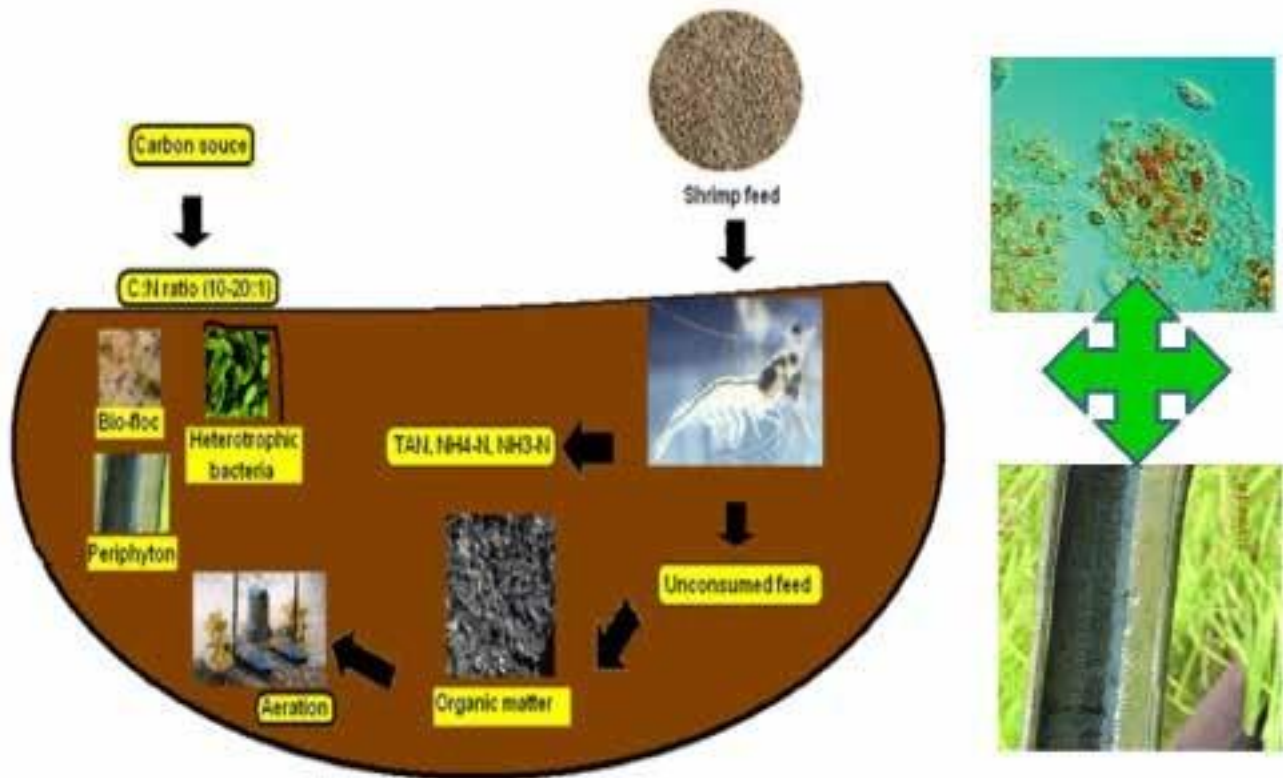 Carbon souce
Shrimp feed
C:N ratio (10-20:1)
Bio-floc
Heterotrophic
bacteria
TAN, NH4-N, NH3-N
Periphyton
Unconsumed feed
Aeration
Organic matter